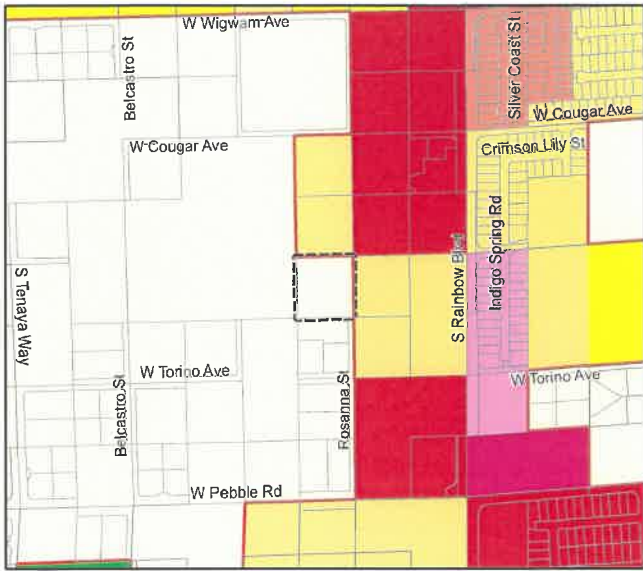 W Wigwam Ave
Belcastro St
Silver Coast St
W Cougar Ave
W Cougar Ave
Crimson Lily St
Indigo Spring Rd
S Rainbow Blvd
S Tenaya Way
W Torino Ave
W Torino Ave
Belcastro St
Rosanna St
W Pebble Rd